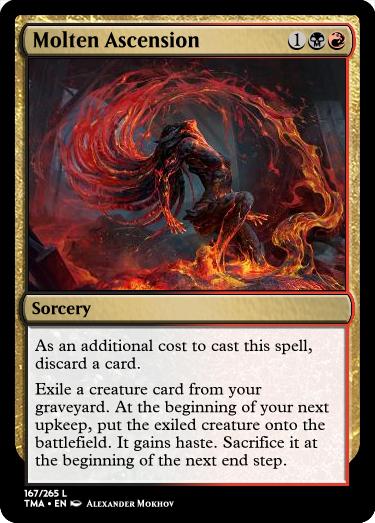 Molten Ascension 1
Sorcery
As an additional cost to cast this spell,
discard a card.
Exile a creature card from your
graveyard. At the beginning of your next
upkeep, put the exiled creature onto the
battlefield. It gains haste. Sacrifice it at
the beginning of the next end step.
167/265 L
TMA • EN Alexander Mokhov